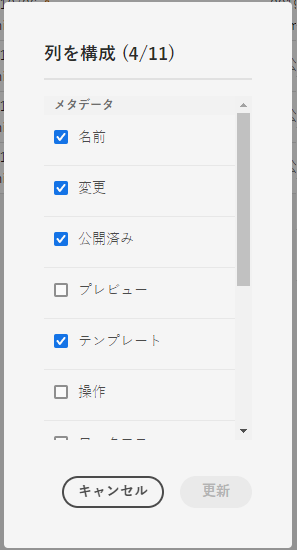 列を構成 (4/11)
メタデータ
名前
変更
公開済み
プレビュー
テンプレート
操作
キャンセル
更新